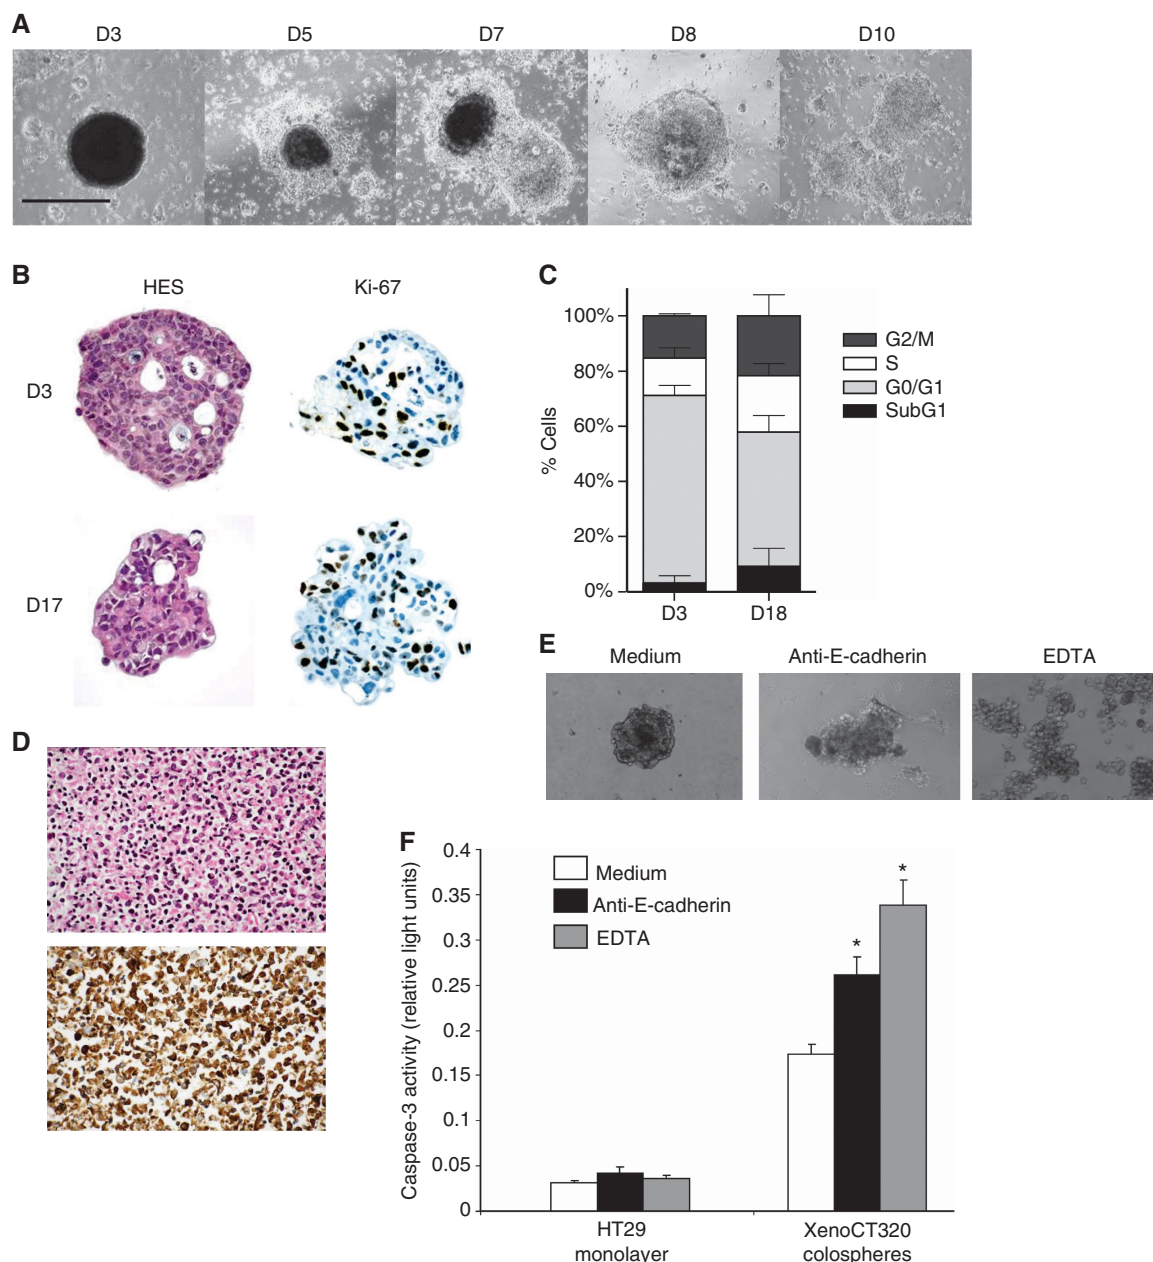 A
D3 D5 D7 D8 D10
B
HES Ki-67
D3
D17
C
100%
80%
60%
40%
20%
0%
% Cells
D3 D18
G2/M
S
G0/G1
SubG1
D
E
Medium Anti-E-cadherin EDTA
F
Caspase-3 activity (relative light units)
0.4
0.35
0.3
0.25
0.2
0.15
0.1
0.05
0
Medium
Anti-E-cadherin
EDTA
*
*
HT29
monolayer
XenoCT320
colospheres